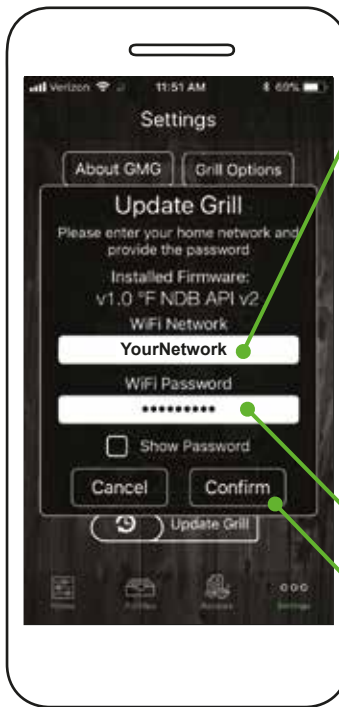 Verizon 11:51 AM 69%
Settings
About GMG Grill Options
Update Grill
Please enter your home network and
provide the password
Installed Firmware:
v1.0 °F NDB API v2
WiFi Network
YourNetwork
WiFi Password
•••••••••
Show Password
Cancel Confirm
Update Grill
Settings